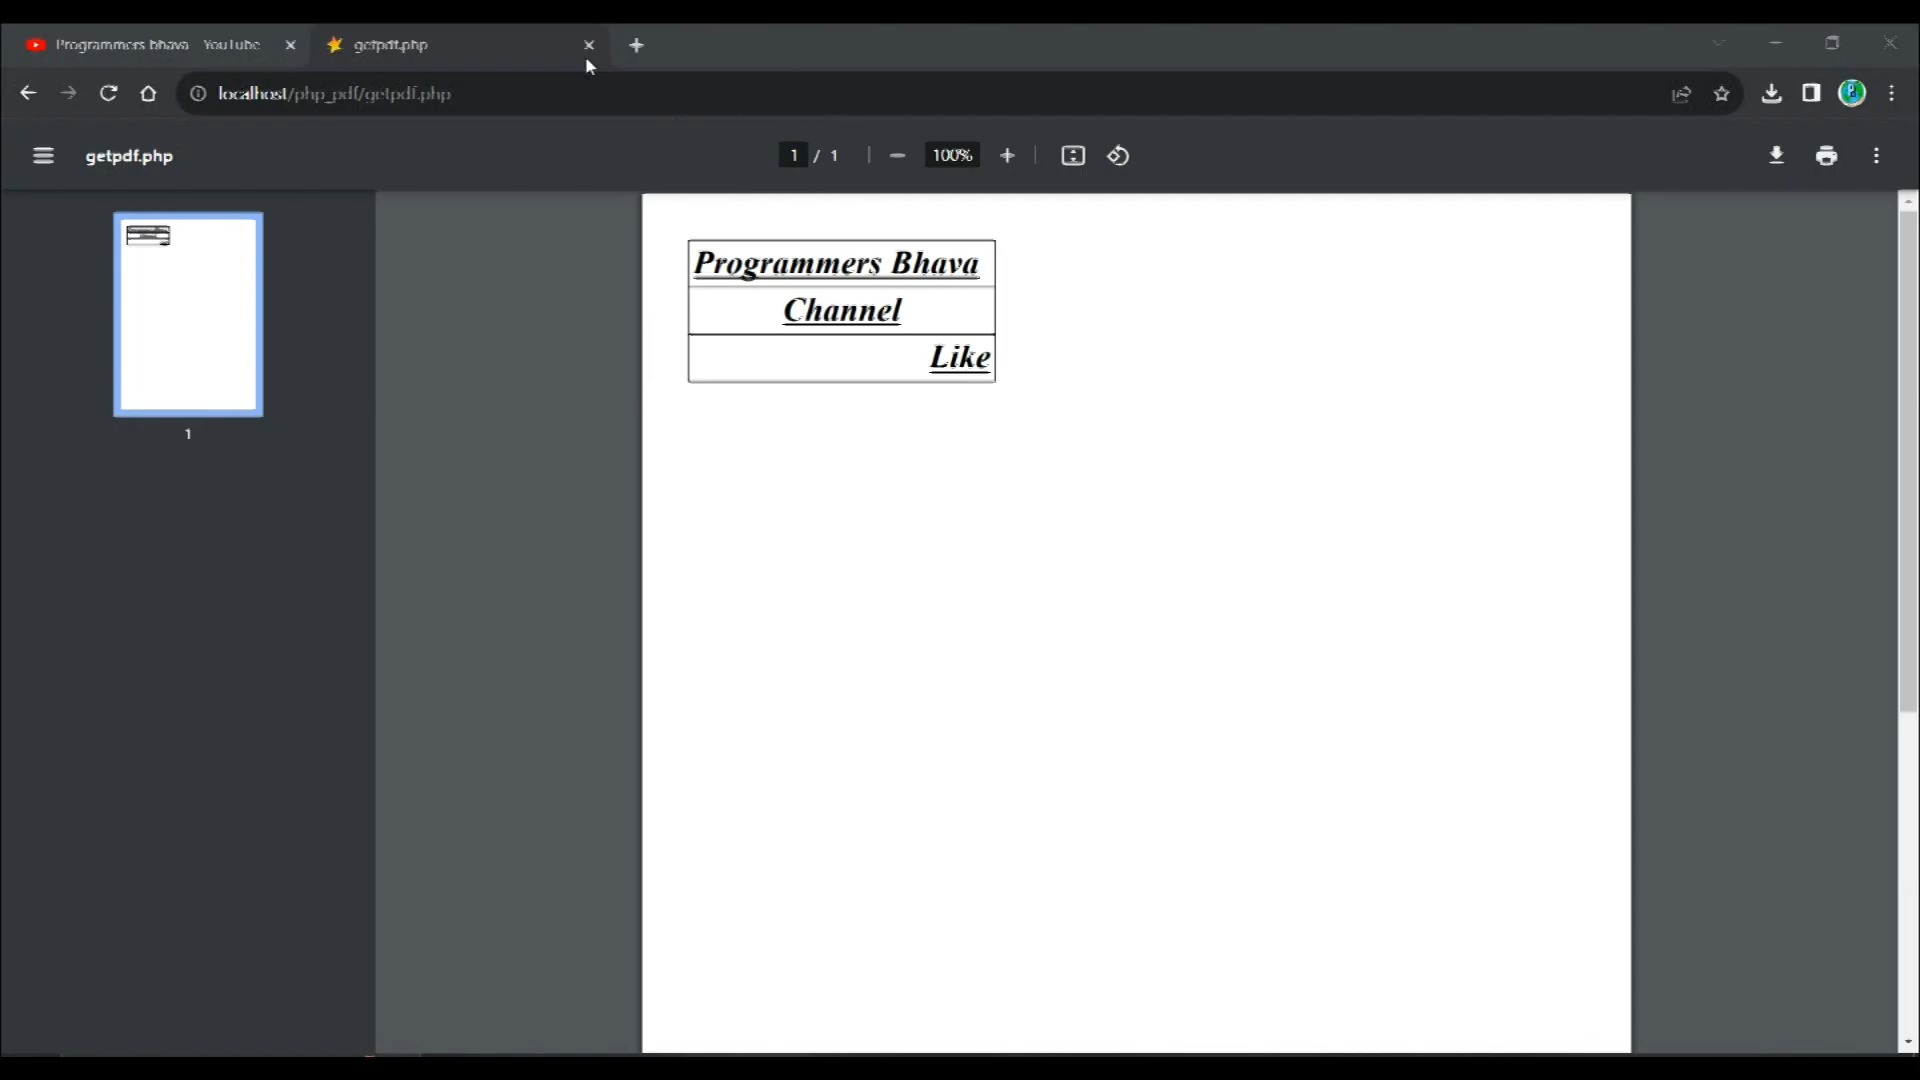 Programmers bhava YouTube
getpdf.php
localhost/php_pdf/getpdf.php
getpdf.php
1 / 1
100%
Programmers Bhava
Channel
Like
1